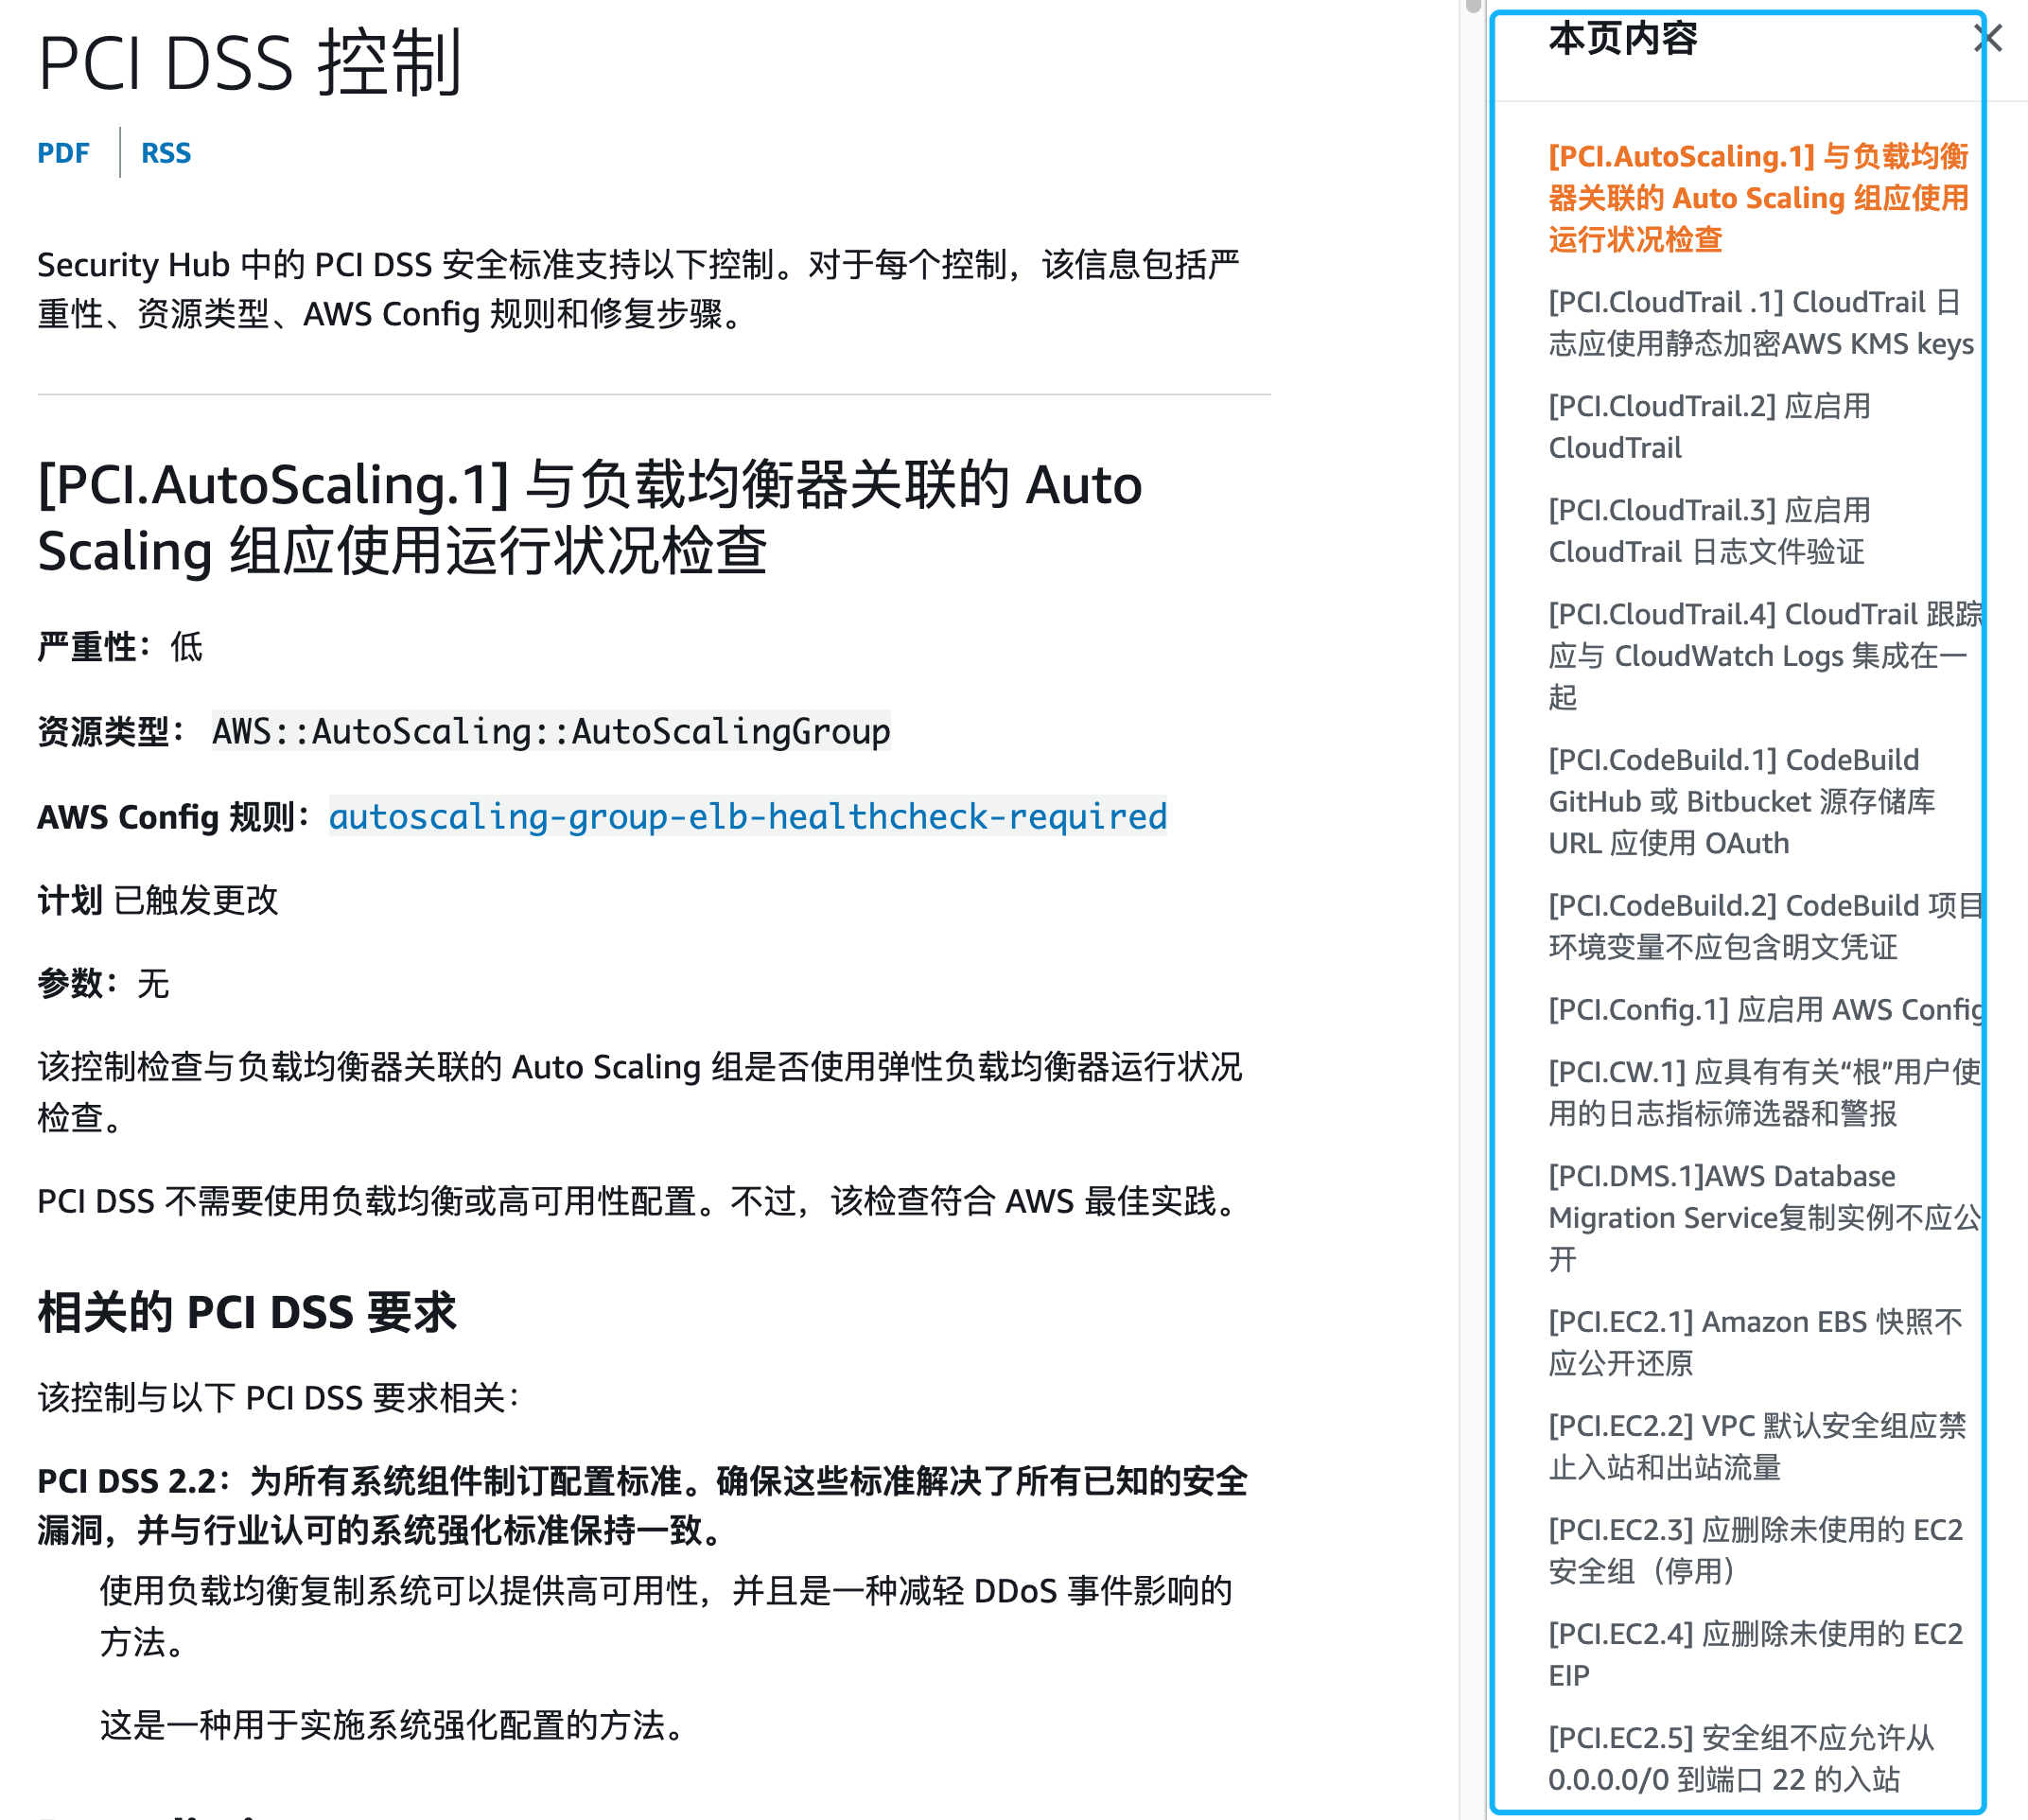 PCI DSS 控制
PDF
RSS
Security Hub 中的 PCI DSS 安全标准支持以下控制。对于每个控制，该信息包括严
重性、资源类型、AWS Config 规则和修复步骤。
[PCI.AutoScaling.1] 与负载均衡器关联的 Auto
Scaling 组应使用运行状况检查
严重性：低
资源类型： AWS::AutoScaling::AutoScalingGroup
AWS Config 规则：autoscaling-group-elb-healthcheck-required
计划 已触发更改
参数：无
该控制检查与负载均衡器关联的 Auto Scaling 组是否使用弹性负载均衡器运行状况
检查。
PCI DSS 不需要使用负载均衡或高可用性配置。不过，该检查符合 AWS 最佳实践。
相关的 PCI DSS 要求
该控制与以下 PCI DSS 要求相关：
PCI DSS 2.2：为所有系统组件制订配置标准。确保这些标准解决了所有已知的安全
漏洞，并与行业认可的系统强化标准保持一致。
使用负载均衡复制系统可以提供高可用性，并且是一种减轻 DDoS 事件影响的
方法。
这是一种用于实施系统强化配置的方法。
本页内容
[PCI.AutoScaling.1] 与负载均衡
器关联的 Auto Scaling 组应使用
运行状况检查
[PCI.CloudTrail .1] CloudTrail 日
志应使用静态加密AWS KMS keys
[PCI.CloudTrail.2] 应启用
CloudTrail
[PCI.CloudTrail.3] 应启用
CloudTrail 日志文件验证
[PCI.CloudTrail.4] CloudTrail 跟踪
应与 CloudWatch Logs 集成在一
起
[PCI.CodeBuild.1] CodeBuild
GitHub 或 Bitbucket 源存储库
URL 应使用 OAuth
[PCI.CodeBuild.2] CodeBuild 项目
环境变量不应包含明文凭证
[PCI.Config.1] 应启用 AWS Config
[PCI.CW.1] 应具有有关“根”用户使
用的日志指标筛选器和警报
[PCI.DMS.1]AWS Database
Migration Service复制实例不应公
开
[PCI.EC2.1] Amazon EBS 快照不
应公开还原
[PCI.EC2.2] VPC 默认安全组应禁
止入站和出站流量
[PCI.EC2.3] 应删除未使用的 EC2
安全组（停用）
[PCI.EC2.4] 应删除未使用的 EC2
EIP
[PCI.EC2.5] 安全组不应允许从
0.0.0.0/0 到端口 22 的入站